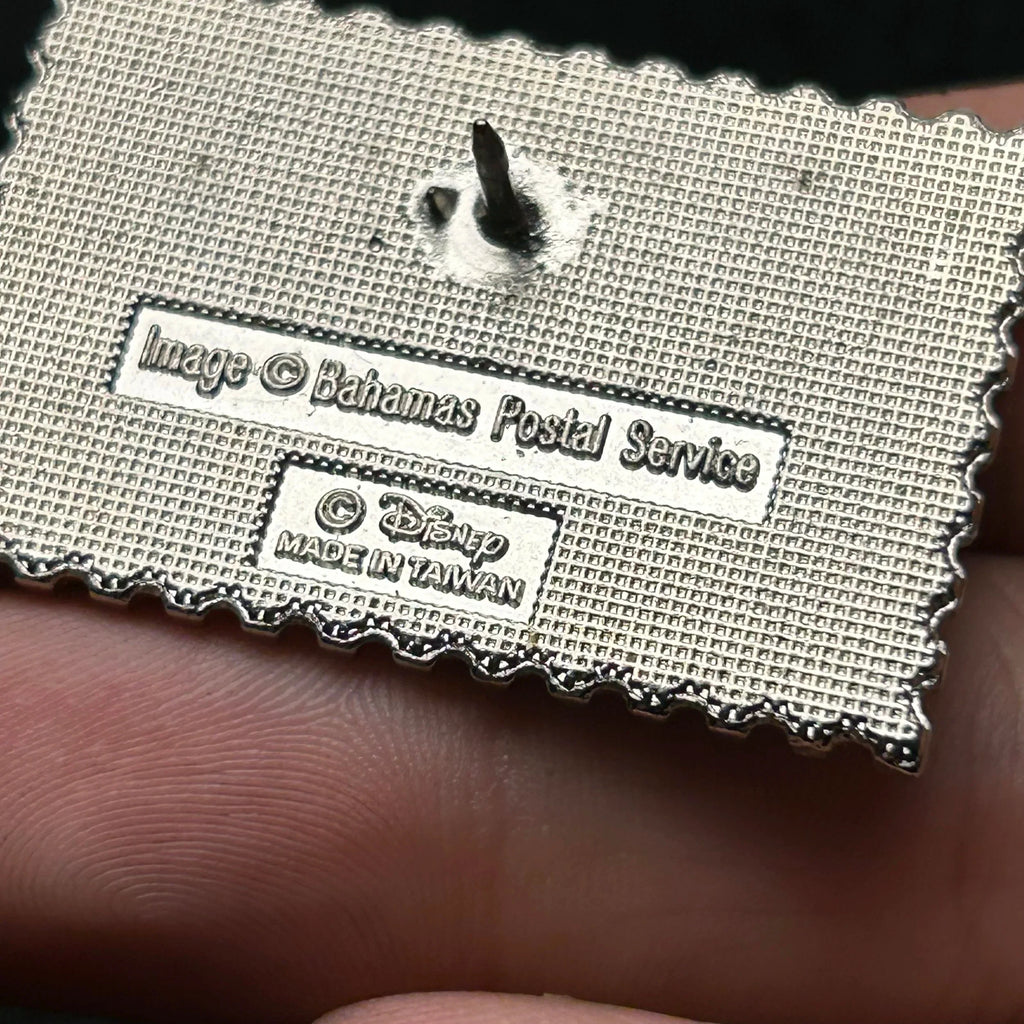 Image © Bahamas Postal Service
© Disney
MADE IN TAIWAN